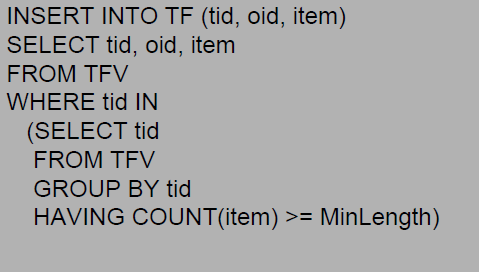 INSERT INTO TF (tid, oid, item)
SELECT tid, oid, item
FROM TFV
WHERE tid IN
(SELECT tid
FROM TFV
GROUP BY tid
HAVING COUNT(item) >= MinLength)